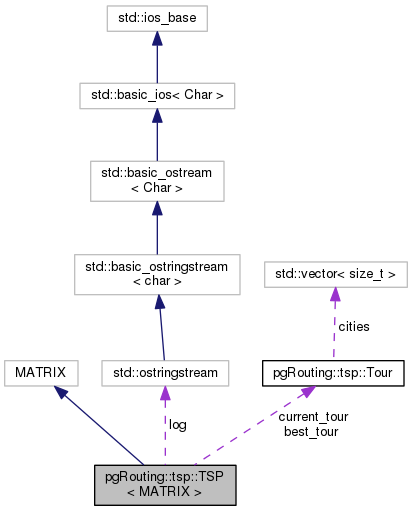 std::ios_base
std::basic_ios< Char >
std::basic_ostream
< Char >
std::basic_ostringstream
< char >
std::vector< size_t >
cities
MATRIX
std::ostringstream
pgRouting::tsp::Tour
log
current_tour
best_tour
pgRouting::tsp::TSP
< MATRIX >